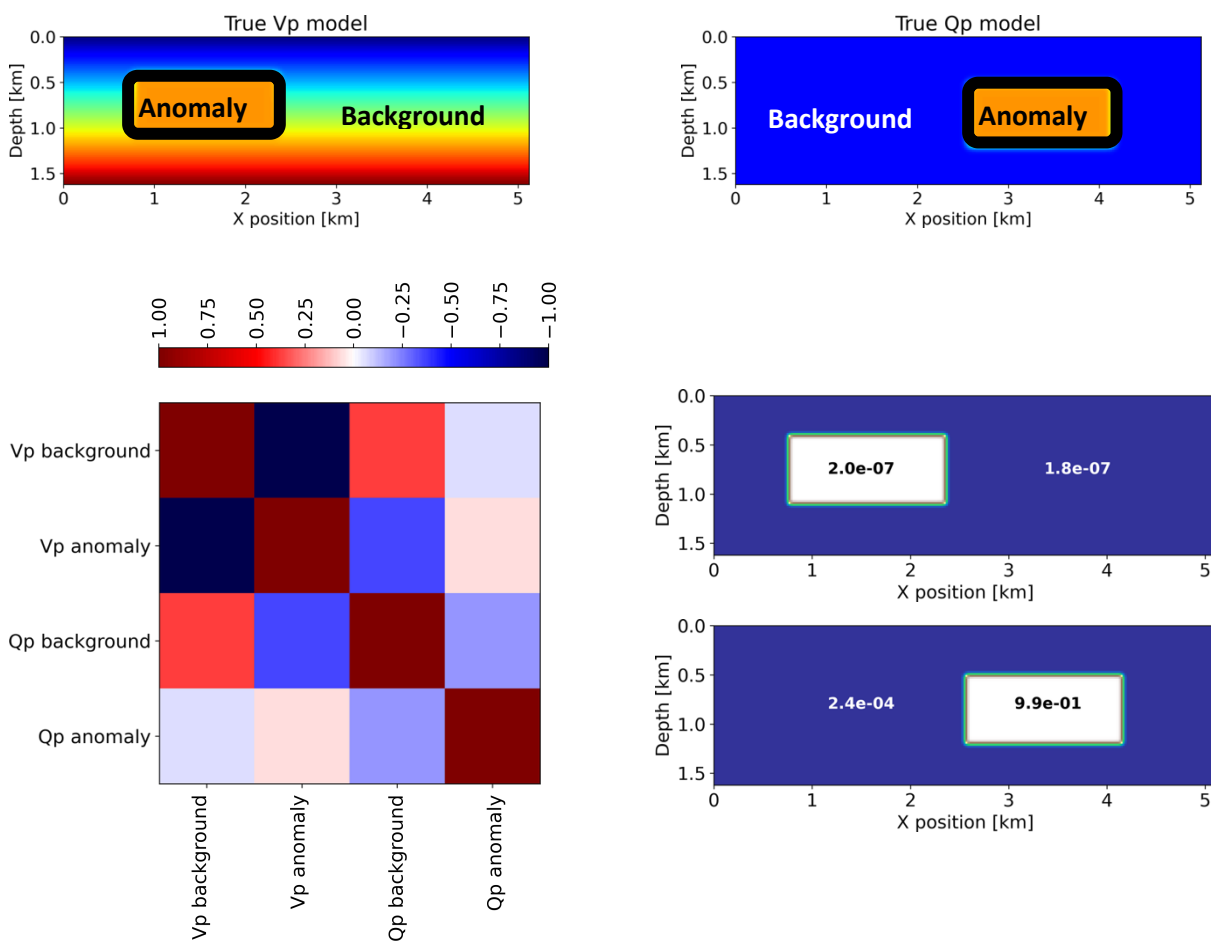 True Vp model
0.0
0.5
1.0
1.5
Depth [km]
Anomaly
Background
0 1 2 3 4 5
X position [km]
True Qp model
0.0
0.5
1.0
1.5
Depth [km]
Background
Anomaly
0 1 2 3 4 5
X position [km]
1.00 0.75 0.50 0.25 0.00 −0.25 −0.50 −0.75 −1.00
Vp background
Vp anomaly
Qp background
Qp anomaly
Vp background
Vp anomaly
Qp background
Qp anomaly
0.0
0.5
1.0
1.5
Depth [km]
2.0e-07
1.8e-07
0 1 2 3 4 5
X position [km]
0.0
0.5
1.0
1.5
Depth [km]
2.4e-04
9.9e-01
0 1 2 3 4 5
X position [km]